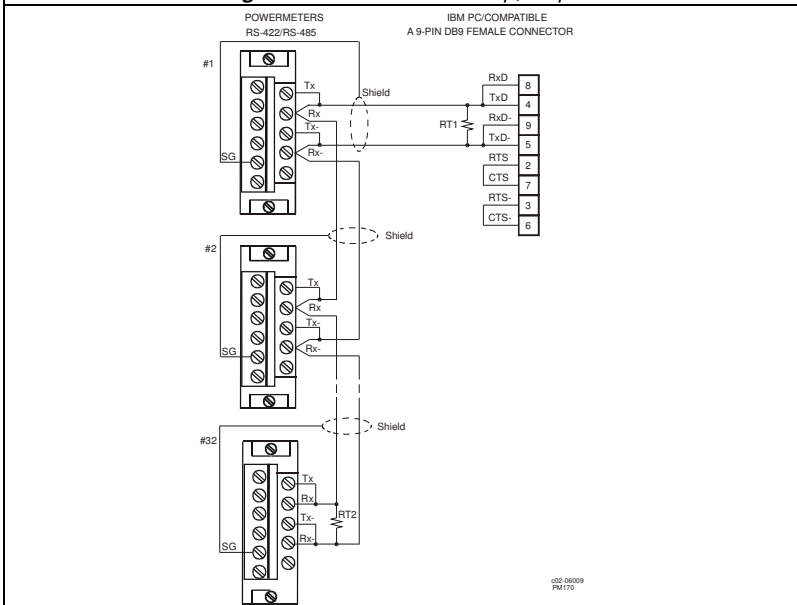 POWERMETERS
RS-422/RS-485
IBM PC/COMPATIBLE
A 9-PIN DB9 FEMALE CONNECTOR
#1
Tx
Rx
Tx-
Rx-
SG
Shield
RT1
RxD 8
TxD 4
RxD- 9
TxD- 5
RTS 2
CTS 7
RTS- 3
CTS- 6
Shield
#2
Tx
Rx
Tx-
Rx-
SG
Shield
#32
Tx
Rx
Tx-
Rx-
SG
RT2
c02-06009
PM170